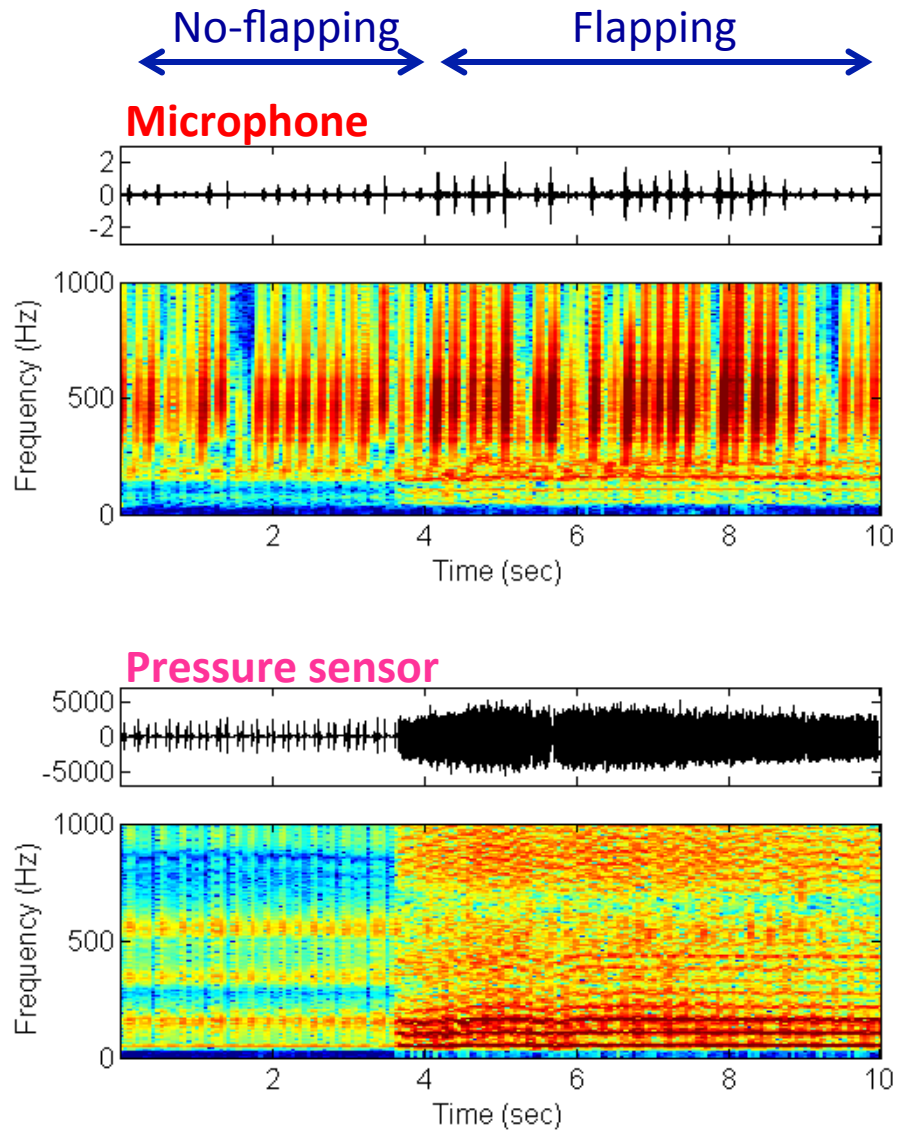 No-flapping Flapping
Microphone
2
0
-2
1000
500
0
Frequency (Hz)
2 4 6 8 10
Time (sec)
Pressure sensor
5000
0
-5000
1000
500
0
Frequency (Hz)
2 4 6 8 10
Time (sec)